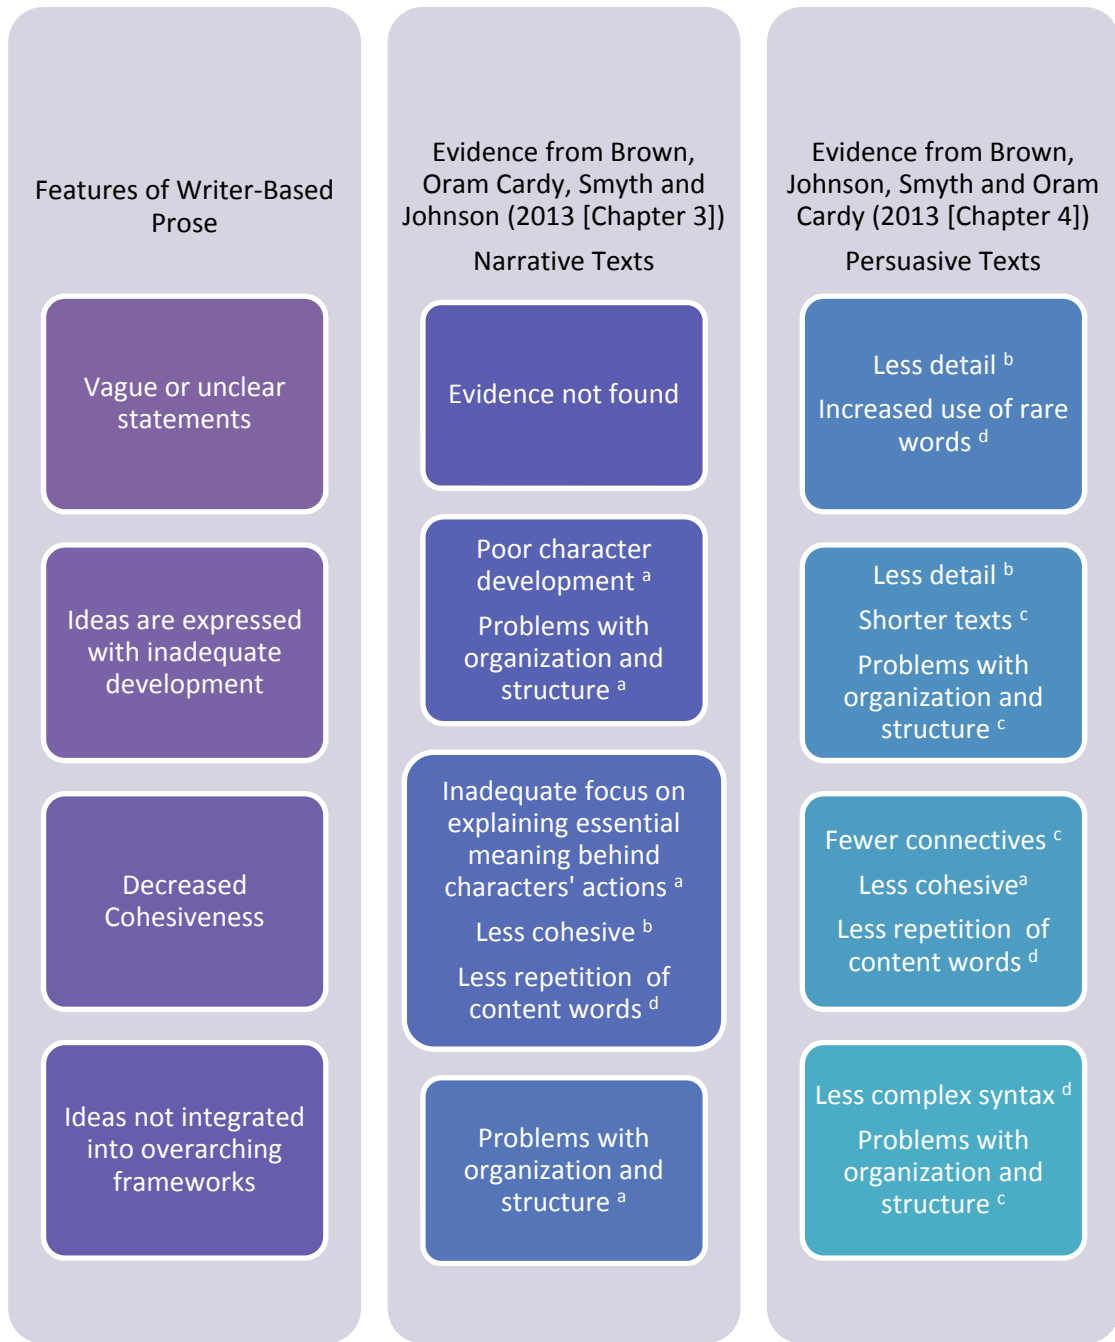 Features of Writer-Based
Prose
Vague or unclear
statements
Ideas are expressed
with inadequate
development
Decreased
Cohesiveness
Ideas not integrated
into overarching
frameworks
Evidence from Brown,
Oram Cardy, Smyth and
Johnson (2013 [Chapter 3])
Narrative Texts
Evidence not found
Poor character
development a
Problems with
organization and
structure a
Inadequate focus on
explaining essential
meaning behind
characters' actions a
Less cohesive b
Less repetition of
content words d
Problems with
organization and
structure a
Evidence from Brown,
Johnson, Smyth and Oram
Cardy (2013 [Chapter 4])
Persuasive Texts
Less detail b
Increased use of rare
words d
Less detail b
Shorter texts c
Problems with
organization and
structure c
Fewer connectives c
Less cohesive a
Less repetition of
content words d
Less complex syntax d
Problems with
organization and
structure c